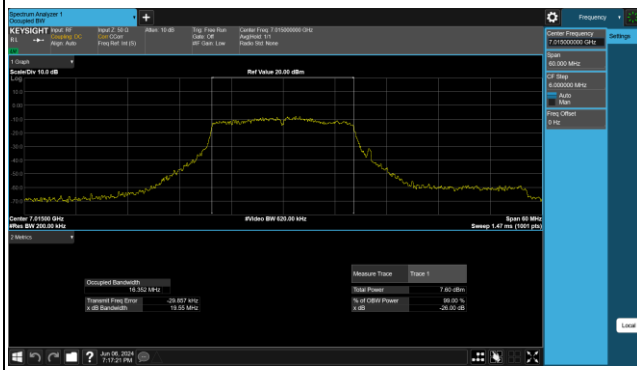 Spectrum Analyzer 1
Occupied BW
+
Frequency
KEYSIGHT Input: RF
RL Coupling: DC
Align: Auto
Input Z: 50 Ω
Corr CCorr
Freq Ref: Int (S)
Atten: 10 dB
Trig: Free Run
Gate: Off
#IF Gain: Low
Center Freq: 7.015000000 GHz
Avg|Hold: 1/1
Radio Std: None
Center Frequency
7.015000000 GHz
Settings
Span
60.000 MHz
CF Step
6.000000 MHz
Auto
Man
Freq Offset
0 Hz
1 Graph
Scale/Div 10.0 dB
Ref Value 20.00 dBm
Log
10.0
0.00
Center 7.01500 GHz
#Res BW 200.00 kHz
#Video BW 620.00 kHz
Span 60 MHz
Sweep 1.47 ms (1001 pts)
2 Metrics
Occupied Bandwidth
16.352 MHz
Transmit Freq Error -29.857 kHz
x dB Bandwidth 19.55 MHz
Measure Trace Trace 1
Total Power 7.60 dBm
% of OBW Power 99.00 %
x dB -26.00 dB
Local
?
Jun 06, 2024
7:17:21 PM